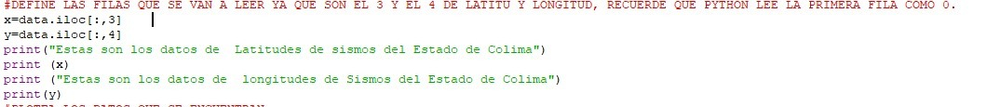 #DEFINE LAS FILAS QUE SE VAN A LEER YA QUE SON EL 3 Y EL 4 DE LATITU Y LONGITUD, RECUERDE QUE PYTHON LEE LA PRIMERA FILA COMO 0.
x=data.iloc[:,3]
y=data.iloc[:,4]
print("Estas son los datos de  Latitudes de sismos del Estado de Colima")
print (x)
print ("Estas son los datos de  longitudes de Sismos del Estado de Colima")
print(y)